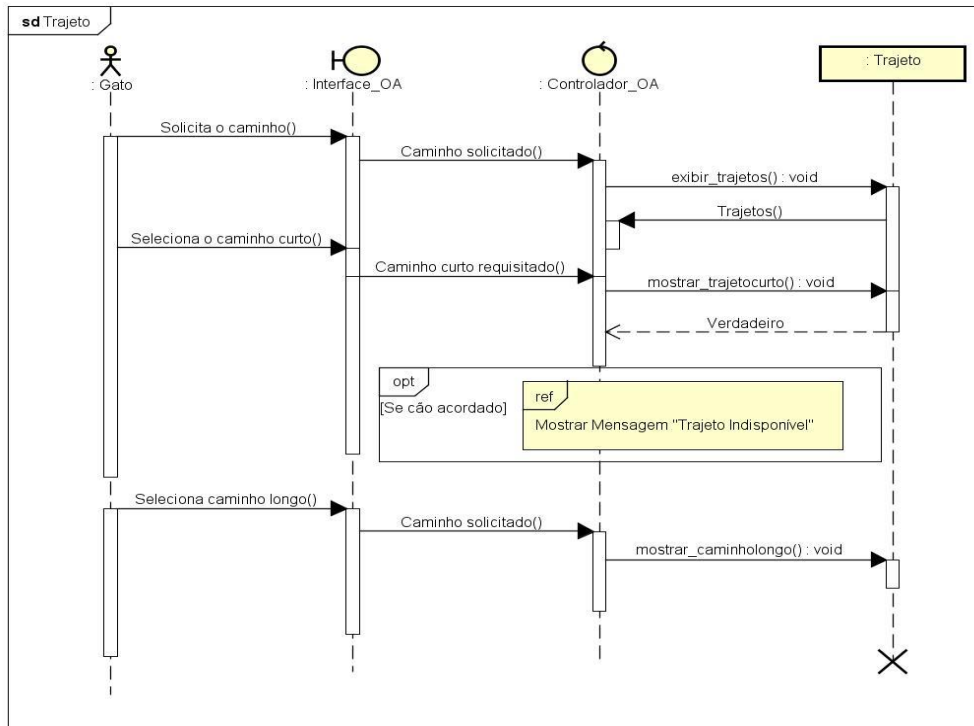 sd Trajeto
: Gato
: Interface_OA
: Controlador_OA
: Trajeto
Solicita o caminho()
Caminho solicitado()
exibir_trajetos() : void
Trajetos()
Seleciona o caminho curto()
Caminho curto requisitado()
mostrar_trajetocurto() : void
Verdadeiro
opt
[Se cão acordado]
ref
Mostrar Mensagem "Trajeto Indisponível"
Seleciona caminho longo()
Caminho solicitado()
mostrar_caminholongo() : void